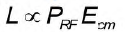 L ∝ P_RF E_cm